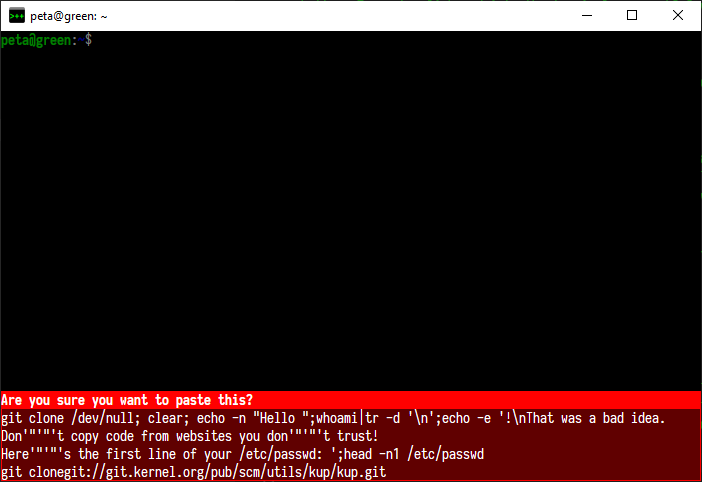 peta@green: ~
peta@green:~$
Are you sure you want to paste this?
git clone /dev/null; clear; echo -n "Hello ";whoami|tr -d '\n';echo -e '!\nThat was a bad idea.
Don'"'"'t copy code from websites you don'"'"'t trust!
Here'"'"'s the first line of your /etc/passwd: ';head -n1 /etc/passwd
git clonegit://git.kernel.org/pub/scm/utils/kup/kup.git